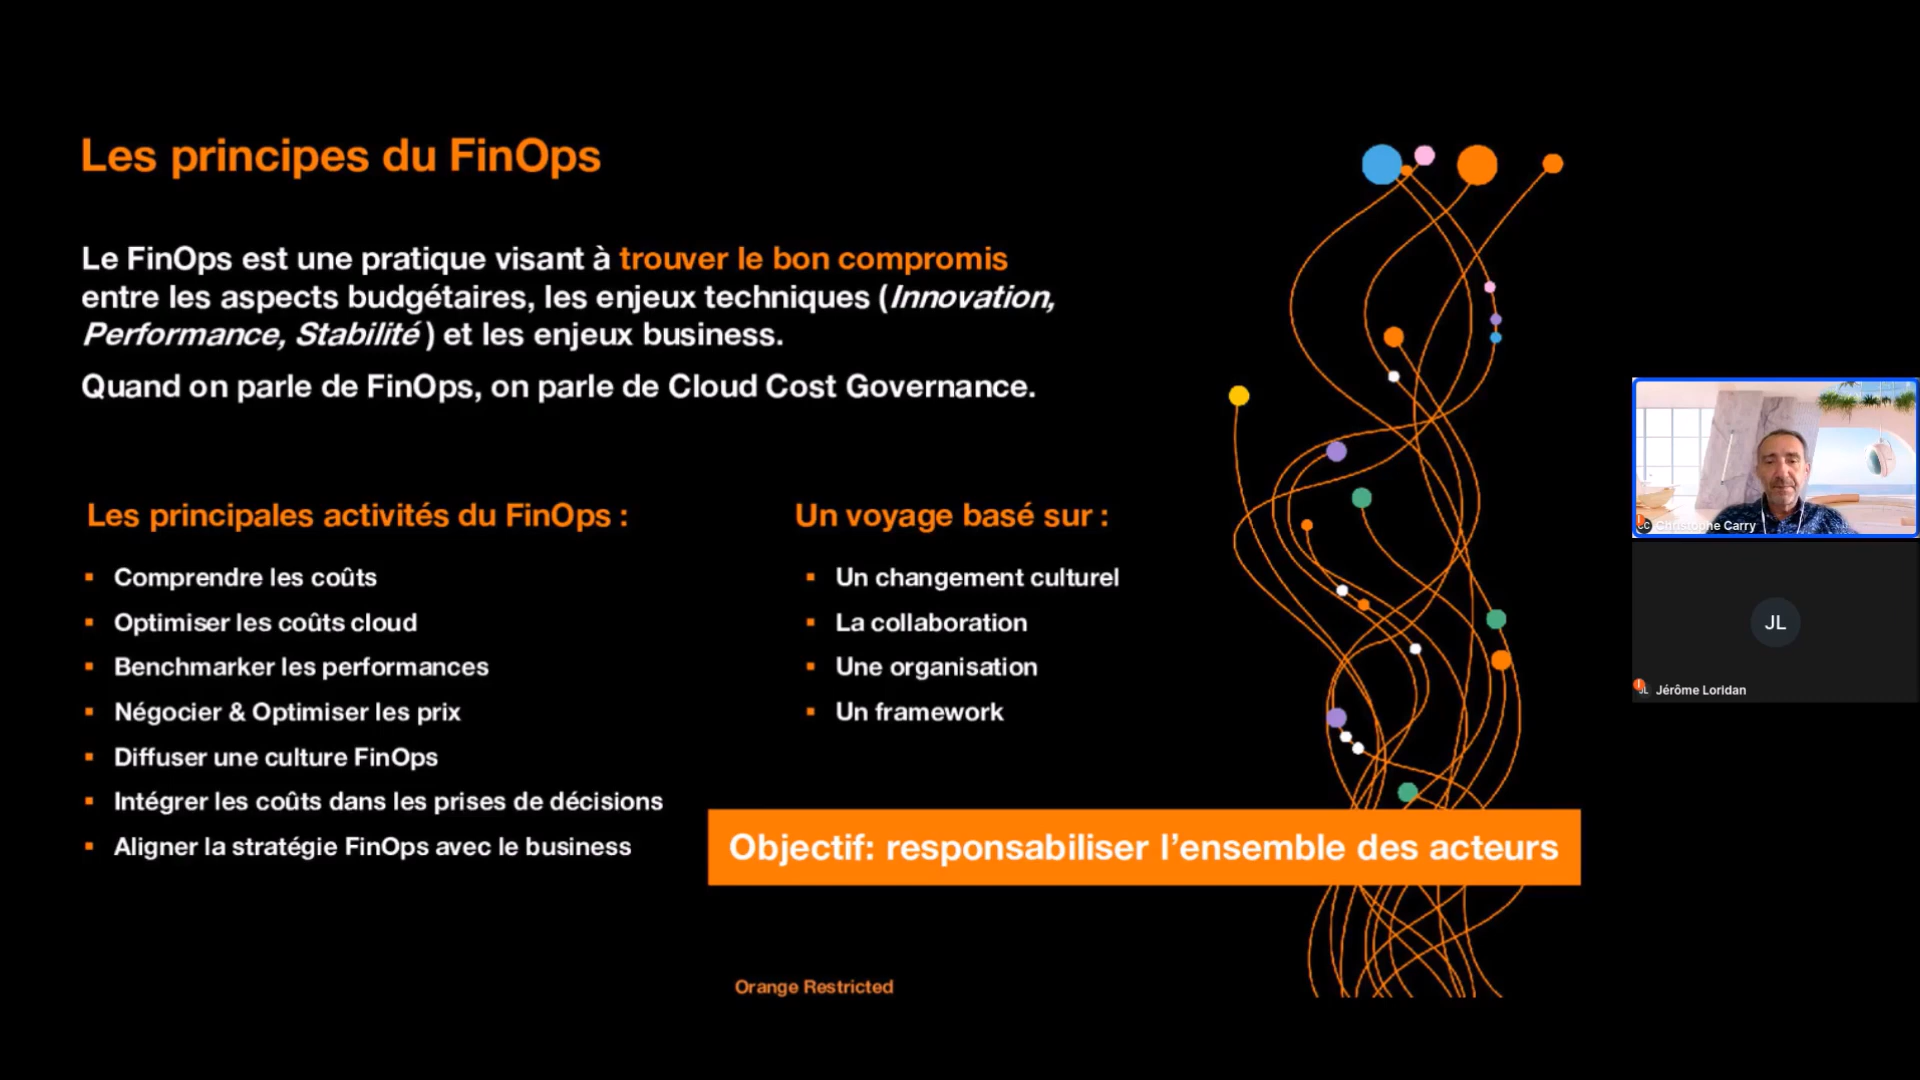 Les principes du FinOps
Le FinOps est une pratique visant à trouver le bon compromis
entre les aspects budgétaires, les enjeux techniques (Innovation,
Performance, Stabilité ) et les enjeux business.
Quand on parle de FinOps, on parle de Cloud Cost Governance.
Les principales activités du FinOps :
▪ Comprendre les coûts
▪ Optimiser les coûts cloud
▪ Benchmarker les performances
▪ Négocier & Optimiser les prix
▪ Diffuser une culture FinOps
▪ Intégrer les coûts dans les prises de décisions
▪ Aligner la stratégie FinOps avec le business
Un voyage basé sur :
▪ Un changement culturel
▪ La collaboration
▪ Une organisation
▪ Un framework
Objectif: responsabiliser l’ensemble des acteurs
Orange Restricted
CC Christophe Carry
JL
JL Jérôme Loridan